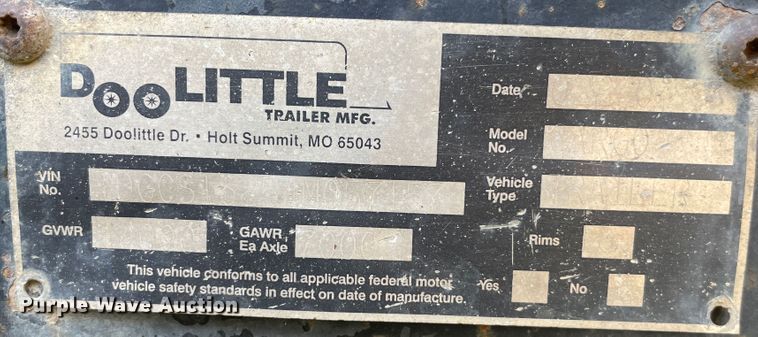 DOOLITTLE
TRAILER MFG.
2455 Doolittle Dr. • Holt Summit, MO 65043
Date
Model No.
VIN No.
Vehicle Type
GVWR
GAWR Ea Axle
Rims
This vehicle conforms to all applicable federal motor
vehicle safety standards in effect on date of manufacture.
Yes
No
Purple Wave Auction